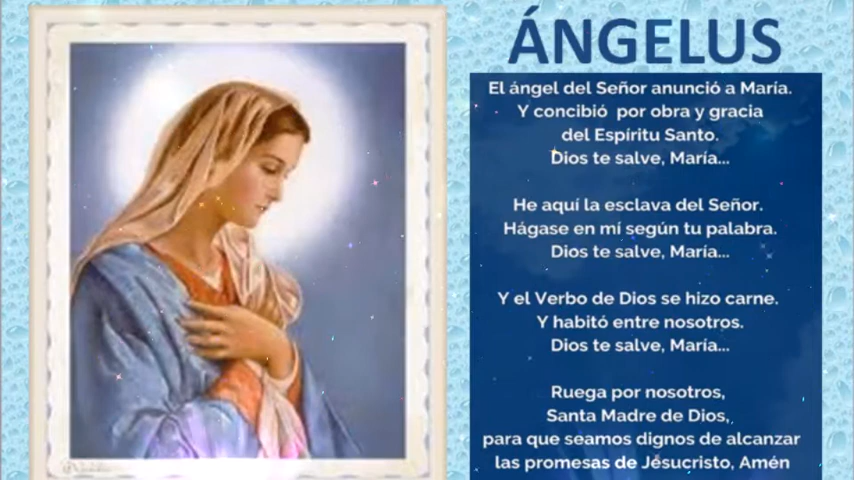 ÁNGELUS
El ángel del Señor anunció a María.
Y concibió por obra y gracia
del Espíritu Santo.
Dios te salve, María...
He aquí la esclava del Señor.
Hágase en mí según tu palabra.
Dios te salve, María...
Y el Verbo de Dios se hizo carne.
Y habitó entre nosotros.
Dios te salve, María...
Ruega por nosotros,
Santa Madre de Dios,
para que seamos dignos de alcanzar
las promesas de Jesucristo, Amén